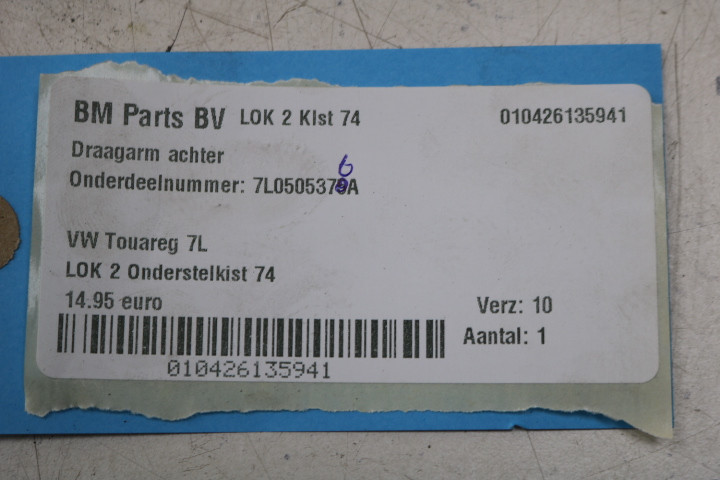 BM Parts BV LOK 2 Kist 74 010426135941
Draagarm achter
6
Onderdeelnummer: 7L0505379A
VW Touareg 7L
LOK 2 Onderstelkist 74
14.95 euro
Verz: 10
Aantal: 1
010426135941